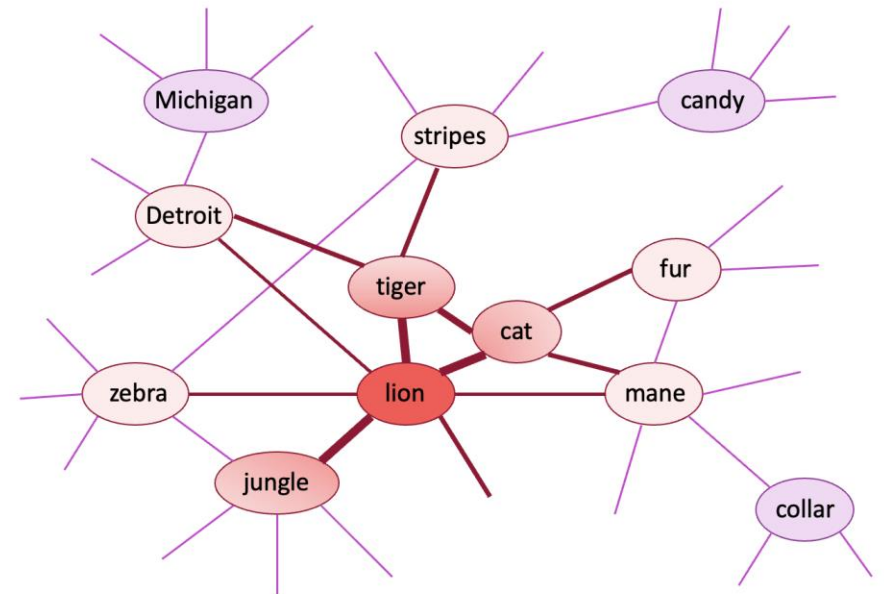 Michigan
candy
stripes
Detroit
fur
tiger
cat
zebra
lion
mane
jungle
collar